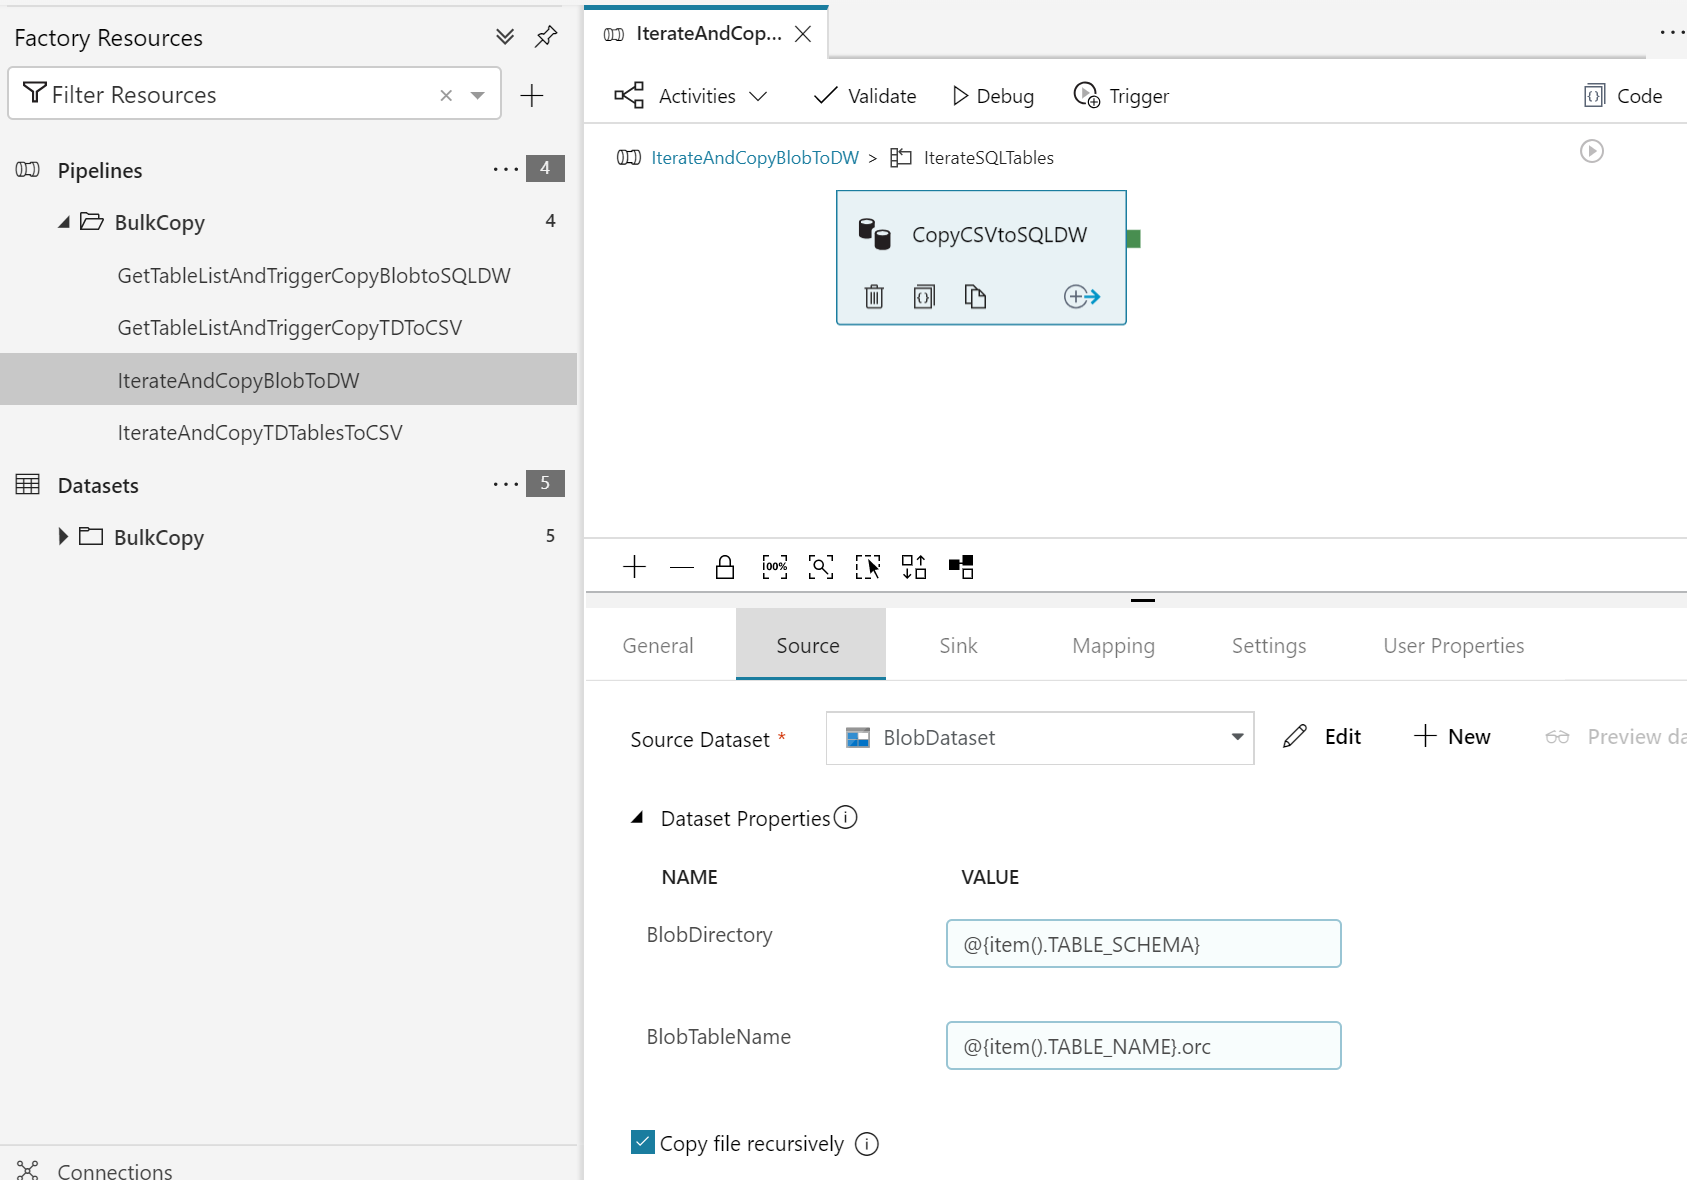 Factory Resources
Filter Resources
Pipelines 4
BulkCopy 4
GetTableListAndTriggerCopyBlobtoSQLDW
GetTableListAndTriggerCopyTDToCSV
IterateAndCopyBlobToDW
IterateAndCopyTDTablesToCSV
Datasets 5
BulkCopy 5
Connections
IterateAndCop...
Activities Validate Debug Trigger Code
IterateAndCopyBlobToDW > IterateSQLTables
CopyCSVtoSQLDW
100%
General Source Sink Mapping Settings User Properties
Source Dataset * BlobDataset Edit New Preview da
Dataset Properties
NAME VALUE
BlobDirectory @{item().TABLE_SCHEMA}
BlobTableName @{item().TABLE_NAME}.orc
Copy file recursively